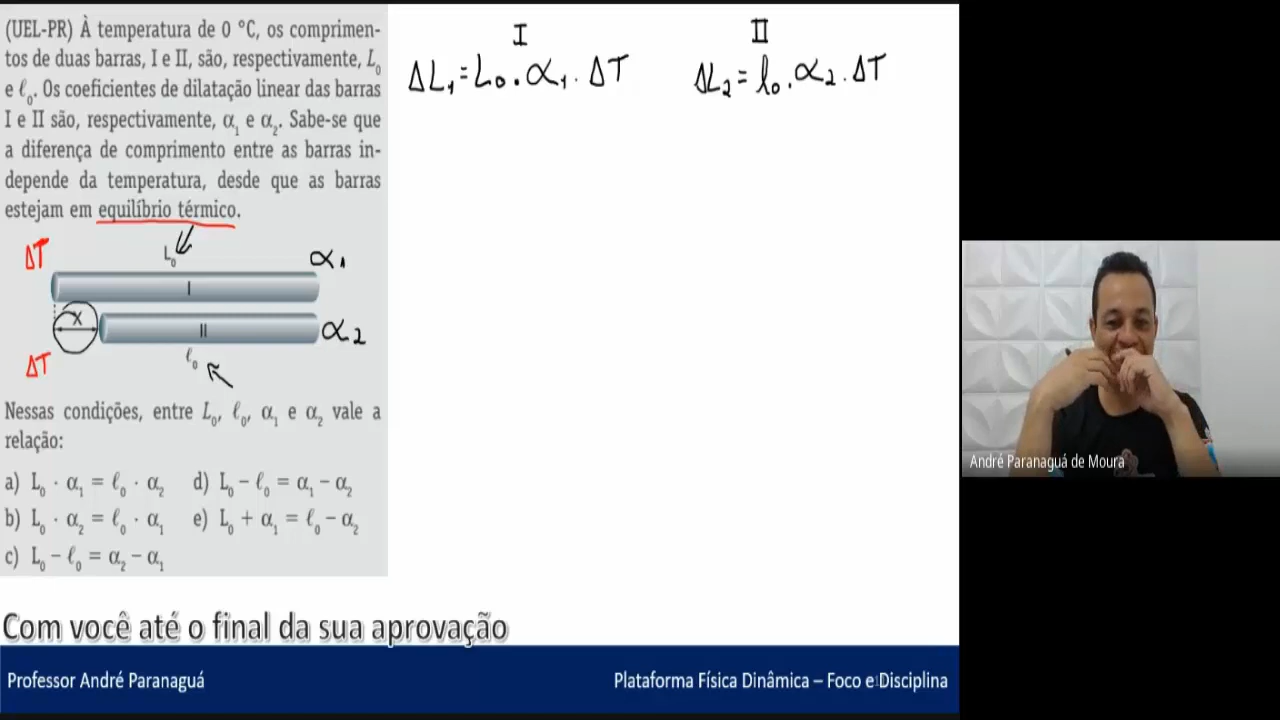 (UEL-PR) À temperatura de 0 °C, os comprimen-
tos de duas barras, I e II, são, respectivamente, L₀
e ℓ₀. Os coeficientes de dilatação linear das barras
I e II são, respectivamente, α₁ e α₂. Sabe-se que
a diferença de comprimento entre as barras in-
depende da temperatura, desde que as barras
estejam em equilíbrio térmico.
ΔT
L₀
α₁
I
x
II
α₂
ΔT
ℓ₀
Nessas condições, entre L₀, ℓ₀, α₁ e α₂ vale a
relação:
a) L₀ · α₁ = ℓ₀ · α₂
b) L₀ · α₂ = ℓ₀ · α₁
c) L₀ – ℓ₀ = α₂ – α₁
d) L₀ – ℓ₀ = α₁ – α₂
e) L₀ + α₁ = ℓ₀ – α₂
I
ΔL₁ = L₀ . α₁ . ΔT
II
ΔL₂ = ℓ₀ . α₂ . ΔT
André Paranaguá de Moura
Com você até o final da sua aprovação
Professor André Paranaguá
Plataforma Física Dinâmica – Foco e Disciplina